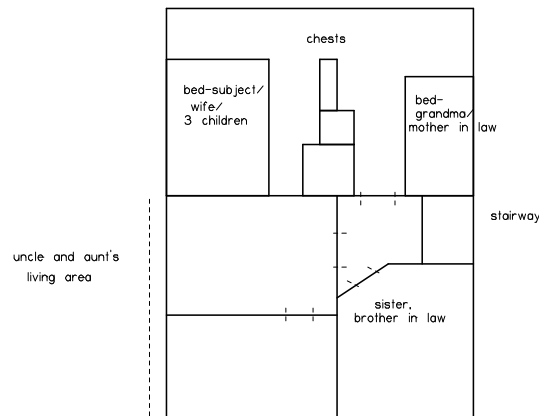 chests
bed-subject/
wife/
3 children
bed-
grandma/
mother in law
stairway
uncle and aunt's
living area
sister,
brother in law